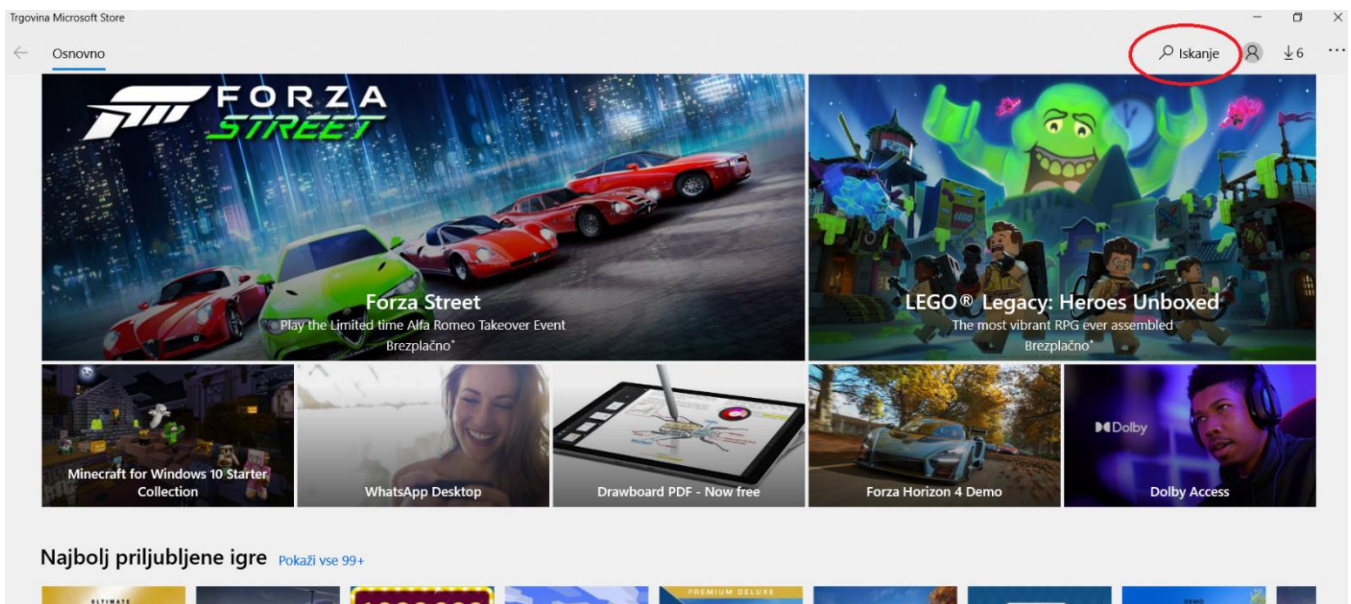 Trgovina Microsoft Store
Osnovno
Iskanje
6
FORZA
STREET
Forza Street
Play the Limited time Alfa Romeo Takeover Event
Brezplačno*
LEGO
LEGO® Legacy: Heroes Unboxed
The most vibrant RPG ever assembled
Brezplačno*
Minecraft for Windows 10 Starter
Collection
WhatsApp Desktop
Drawboard PDF - Now free
Forza Horizon 4 Demo
Dolby
Dolby Access
Najbolj priljubljene igre Pokaži vse 99+
ULTIMATE
PREMIUM DELUXE
DEMO